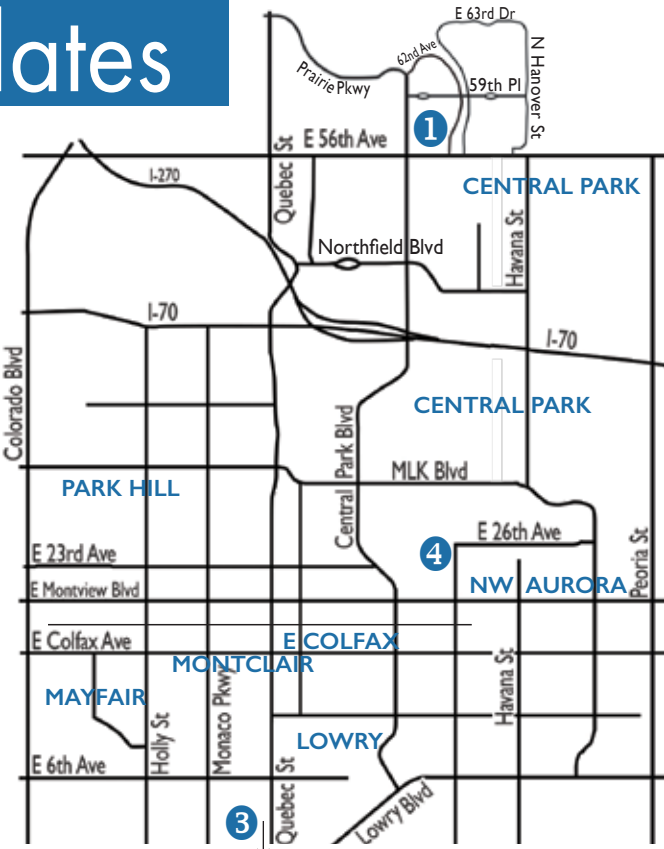 lates
E 63rd Dr
62nd Ave
Prairie Pkwy
59th Pl
N Hanover St
1
E 56th Ave
Quebec St
I-270
CENTRAL PARK
Northfield Blvd
Havana St
I-70
I-70
Colorado Blvd
CENTRAL PARK
Central Park Blvd
MLK Blvd
PARK HILL
E 26th Ave
4
E 23rd Ave
Peoria St
E Montview Blvd
NW AURORA
E Colfax Ave
E COLFAX
MONTCLAIR
MAYFAIR
Holly St
Monaco Pkwy
Havana St
LOWRY
E 6th Ave
Quebec St
Lowry Blvd
3